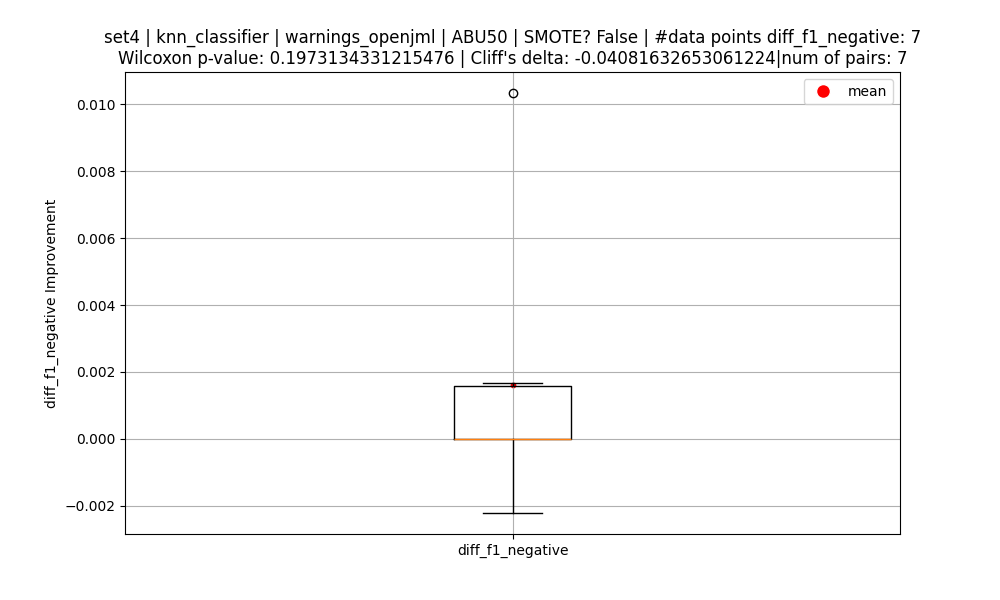 set4 | knn_classifier | warnings_openjml | ABU50 | SMOTE? False | #data points diff_f1_negative: 7
Wilcoxon p-value: 0.1973134331215476 | Cliff's delta: -0.04081632653061224|num of pairs: 7
mean
0.010
0.008
0.006
0.004
0.002
0.000
−0.002
diff_f1_negative Improvement
diff_f1_negative